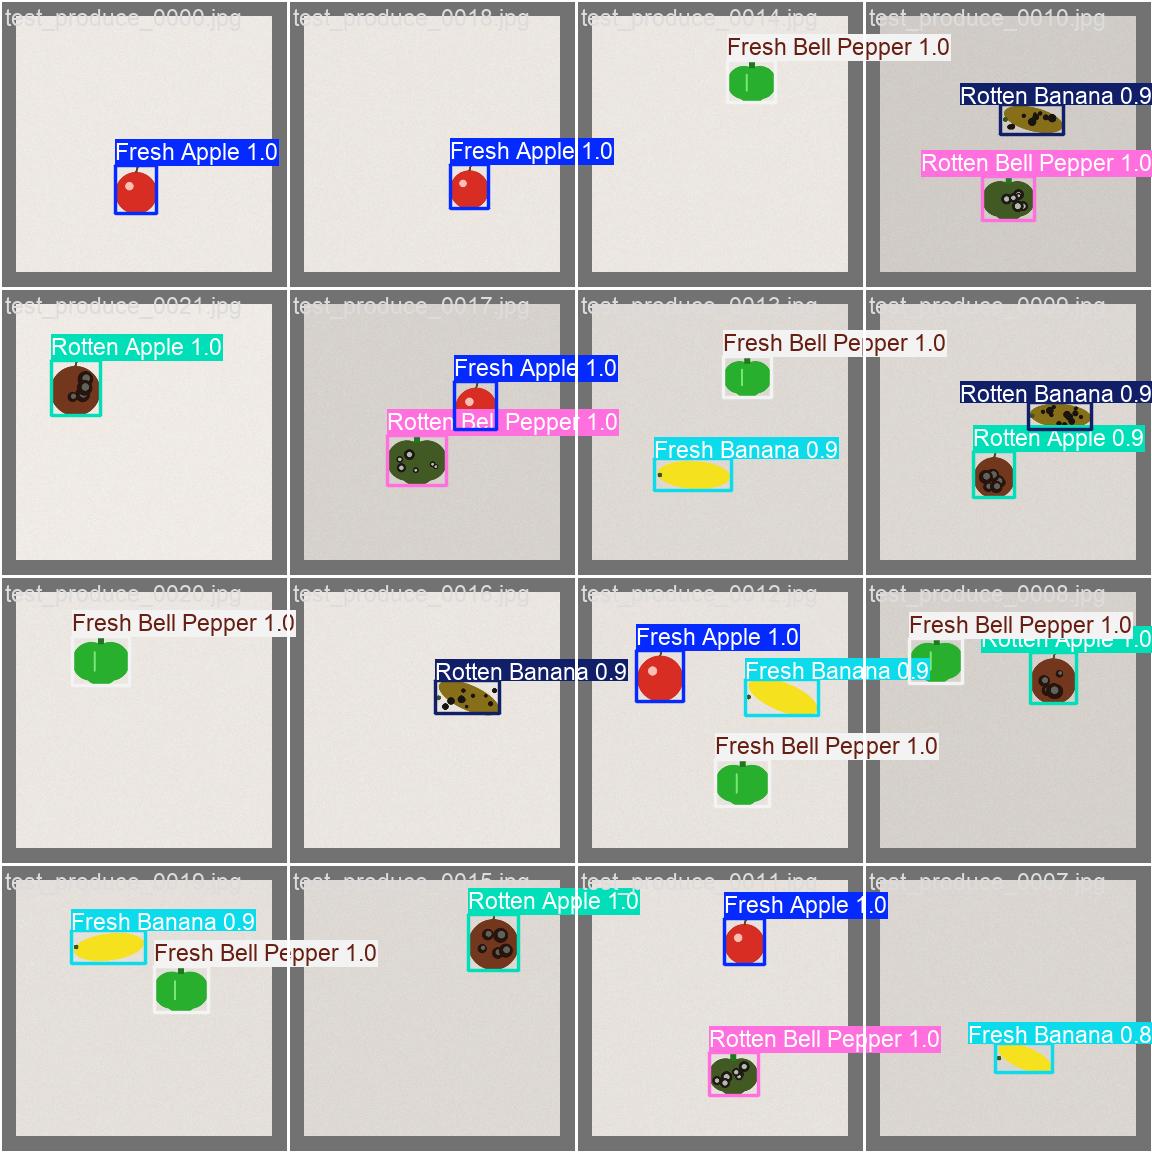 test_produce_0000.jpg
Fresh Apple 1.0
test_produce_0018.jpg
Fresh Apple 1.0
test_produce_0014.jpg
Fresh Bell Pepper 1.0
test_produce_0010.jpg
Rotten Banana 0.9
Rotten Bell Pepper 1.0
test_produce_0021.jpg
Rotten Apple 1.0
test_produce_0017.jpg
Fresh Apple 1.0
Rotten Bell Pepper 1.0
test_produce_0013.jpg
Fresh Bell Pepper 1.0
Fresh Banana 0.9
test_produce_0009.jpg
Rotten Banana 0.9
Rotten Apple 0.9
test_produce_0020.jpg
Fresh Bell Pepper 1.0
test_produce_0016.jpg
Rotten Banana 0.9
test_produce_0012.jpg
Fresh Apple 1.0
Fresh Banana 0.9
Fresh Bell Pepper 1.0
test_produce_0008.jpg
Fresh Bell Pepper 1.0
Rotten Apple 1.0
test_produce_0019.jpg
Fresh Banana 0.9
Fresh Bell Pepper 1.0
test_produce_0015.jpg
Rotten Apple 1.0
test_produce_0011.jpg
Fresh Apple 1.0
Rotten Bell Pepper 1.0
test_produce_0007.jpg
Fresh Banana 0.8